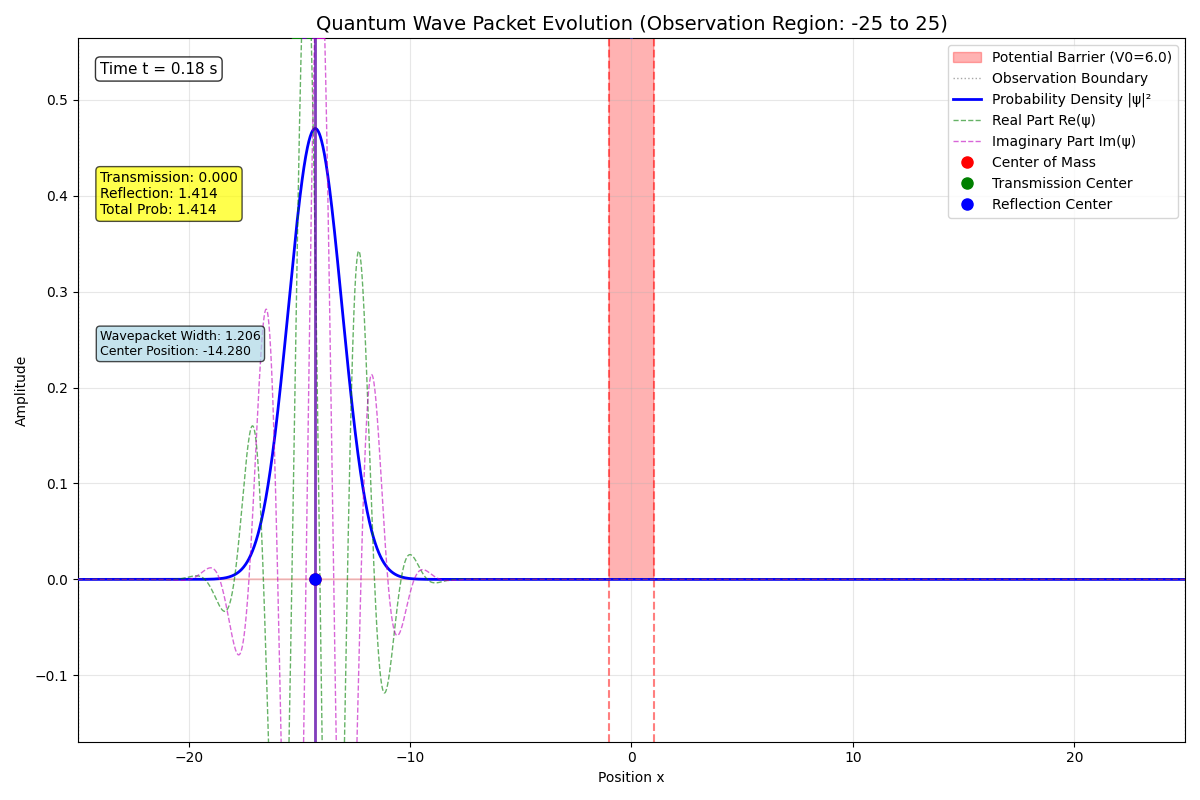 Quantum Wave Packet Evolution (Observation Region: -25 to 25)
Time t = 0.18 s
Transmission: 0.000
Reflection: 1.414
Total Prob: 1.414
Wavepacket Width: 1.206
Center Position: -14.280
Potential Barrier (V0=6.0)
Observation Boundary
Probability Density |ψ|²
Real Part Re(ψ)
Imaginary Part Im(ψ)
Center of Mass
Transmission Center
Reflection Center
Amplitude
0.5
0.4
0.3
0.2
0.1
0.0
−0.1
−20
−10
0
10
20
Position x